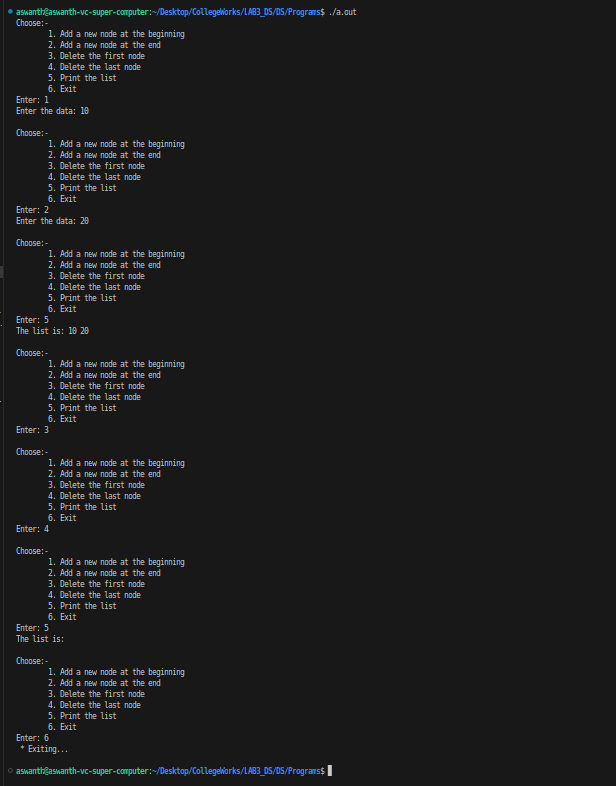 aswanth@aswanth-vc-super-computer:~/Desktop/CollegeWorks/LAB3_DS/DS/Programs$ ./a.out
Choose:-
1. Add a new node at the beginning
2. Add a new node at the end
3. Delete the first node
4. Delete the last node
5. Print the list
6. Exit
Enter: 1
Enter the data: 10
Choose:-
1. Add a new node at the beginning
2. Add a new node at the end
3. Delete the first node
4. Delete the last node
5. Print the list
6. Exit
Enter: 2
Enter the data: 20
Choose:-
1. Add a new node at the beginning
2. Add a new node at the end
3. Delete the first node
4. Delete the last node
5. Print the list
6. Exit
Enter: 5
The list is: 10 20
Choose:-
1. Add a new node at the beginning
2. Add a new node at the end
3. Delete the first node
4. Delete the last node
5. Print the list
6. Exit
Enter: 3
Choose:-
1. Add a new node at the beginning
2. Add a new node at the end
3. Delete the first node
4. Delete the last node
5. Print the list
6. Exit
Enter: 4
Choose:-
1. Add a new node at the beginning
2. Add a new node at the end
3. Delete the first node
4. Delete the last node
5. Print the list
6. Exit
Enter: 5
The list is:
Choose:-
1. Add a new node at the beginning
2. Add a new node at the end
3. Delete the first node
4. Delete the last node
5. Print the list
6. Exit
Enter: 6
* Exiting...
aswanth@aswanth-vc-super-computer:~/Desktop/CollegeWorks/LAB3_DS/DS/Programs$